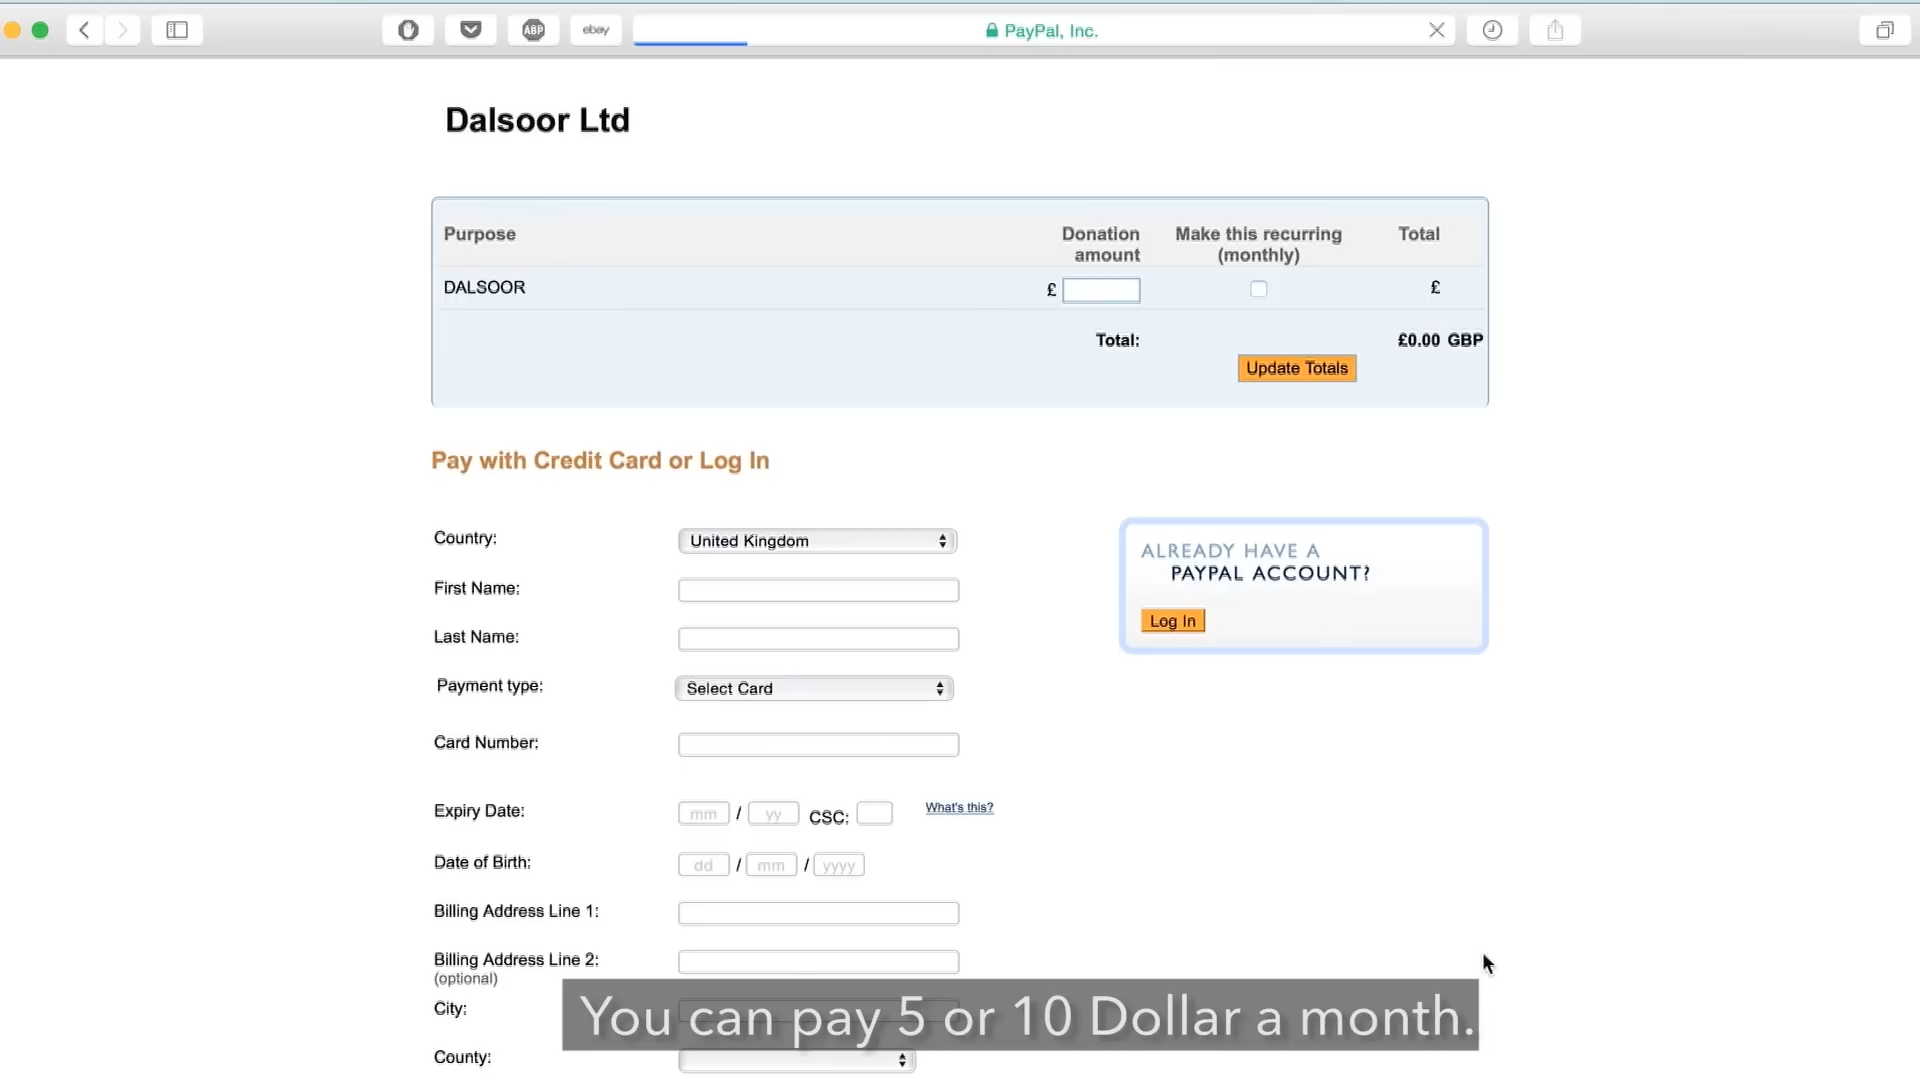 ABP
ebay
PayPal, Inc.
Dalsoor Ltd
Purpose
Donation amount
Make this recurring (monthly)
Total
DALSOOR
£
£
Total:
£0.00 GBP
Update Totals
Pay with Credit Card or Log In
Country:
United Kingdom
ALREADY HAVE A
PAYPAL ACCOUNT?
First Name:
Log In
Last Name:
Payment type:
Select Card
Card Number:
Expiry Date:
mm / yy CSC:
What's this?
Date of Birth:
dd / mm / yyyy
Billing Address Line 1:
Billing Address Line 2:
(optional)
City:
You can pay 5 or 10 Dollar a month.
County: